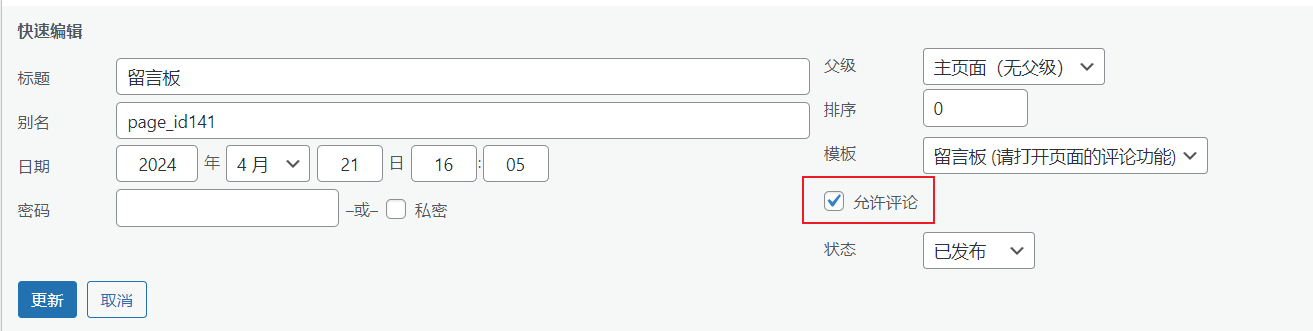 快速编辑
标题 留言板
别名 page_id141
日期 2024 年 4 月 21 日 16 : 05
密码 –或– 私密
父级 主页面（无父级）
排序 0
模板 留言板 (请打开页面的评论功能)
允许评论
状态 已发布
更新 取消